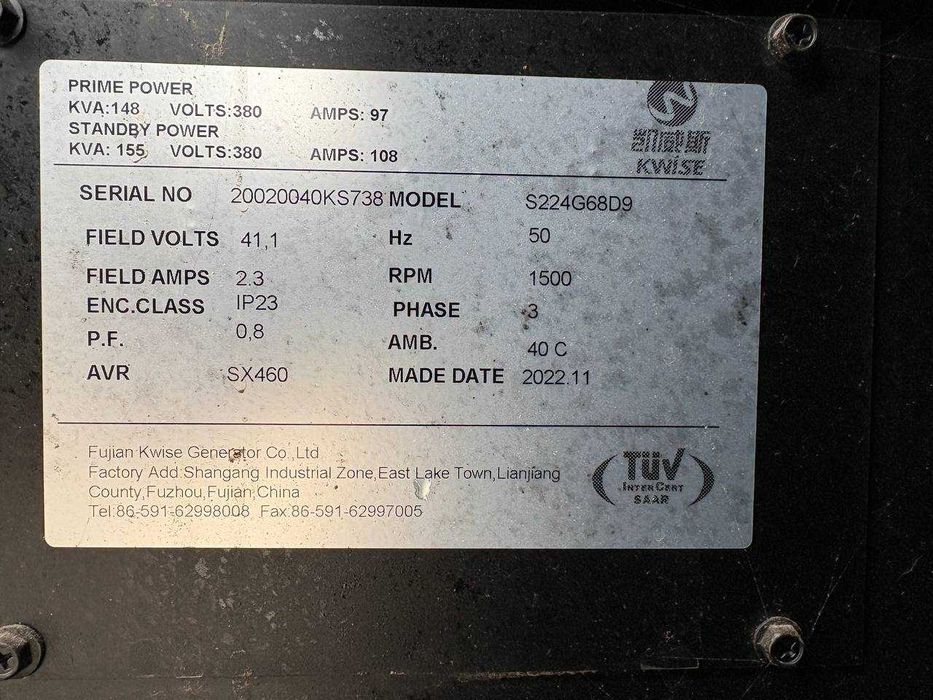 PRIME POWER
KVA:148 VOLTS:380 AMPS: 97
STANDBY POWER
KVA: 155 VOLTS:380 AMPS: 108
凯威斯
KWISE
SERIAL NO 20020040KS738 MODEL S224G68D9
FIELD VOLTS 41,1 Hz 50
FIELD AMPS 2.3 RPM 1500
ENC.CLASS IP23 PHASE 3
P.F. 0,8 AMB. 40 C
AVR SX460 MADE DATE 2022.11
Fujian Kwise Generator Co.,Ltd
Factory Add:Shangang Industrial Zone,East Lake Town,Lianjiang
County,Fuzhou,Fujian,China
Tel:86-591-62998008 Fax:86-591-62997005
TÜV
INTERCERT
SAAR